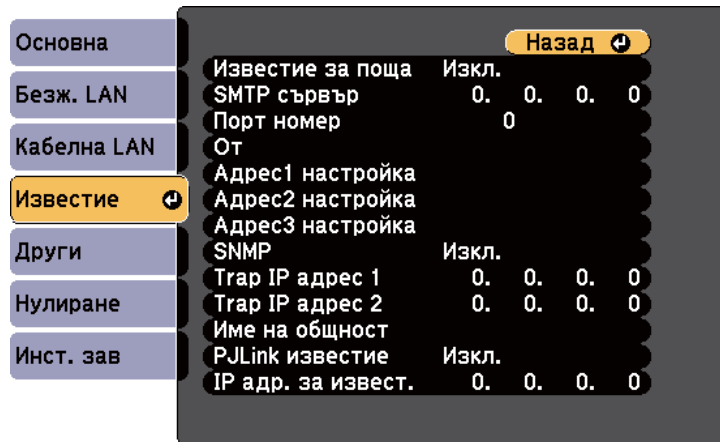 Основна
Безж. LAN
Кабелна LAN
Известие
Други
Нулиране
Инст. зав
Назад
Известие за поща Изкл.
SMTP сървър 0. 0. 0. 0
Порт номер 0
От
Адрес1 настройка
Адрес2 настройка
Адрес3 настройка
SNMP Изкл.
Trap IP адрес 1 0. 0. 0. 0
Trap IP адрес 2 0. 0. 0. 0
Име на общност
PJLink известие Изкл.
IP адр. за извест. 0. 0. 0. 0